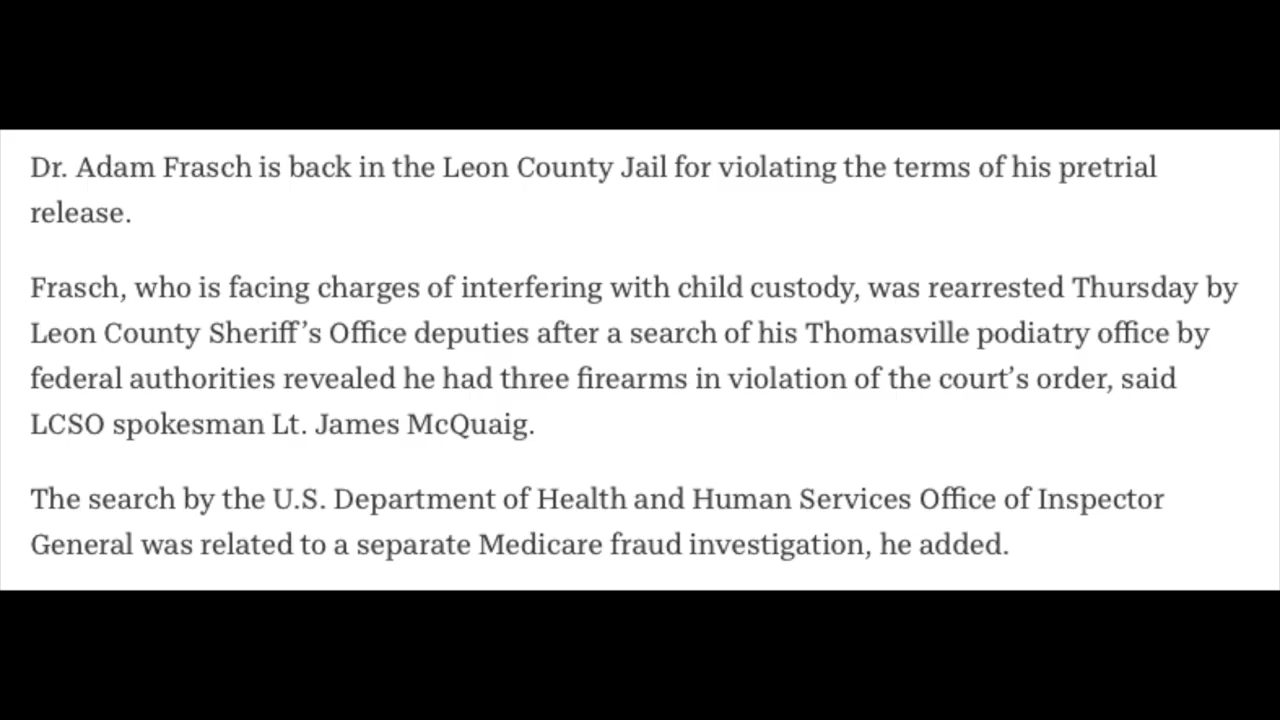 Dr. Adam Frasch is back in the Leon County Jail for violating the terms of his pretrial
release.
Frasch, who is facing charges of interfering with child custody, was rearrested Thursday by
Leon County Sheriff’s Office deputies after a search of his Thomasville podiatry office by
federal authorities revealed he had three firearms in violation of the court’s order, said
LCSO spokesman Lt. James McQuaig.
The search by the U.S. Department of Health and Human Services Office of Inspector
General was related to a separate Medicare fraud investigation, he added.